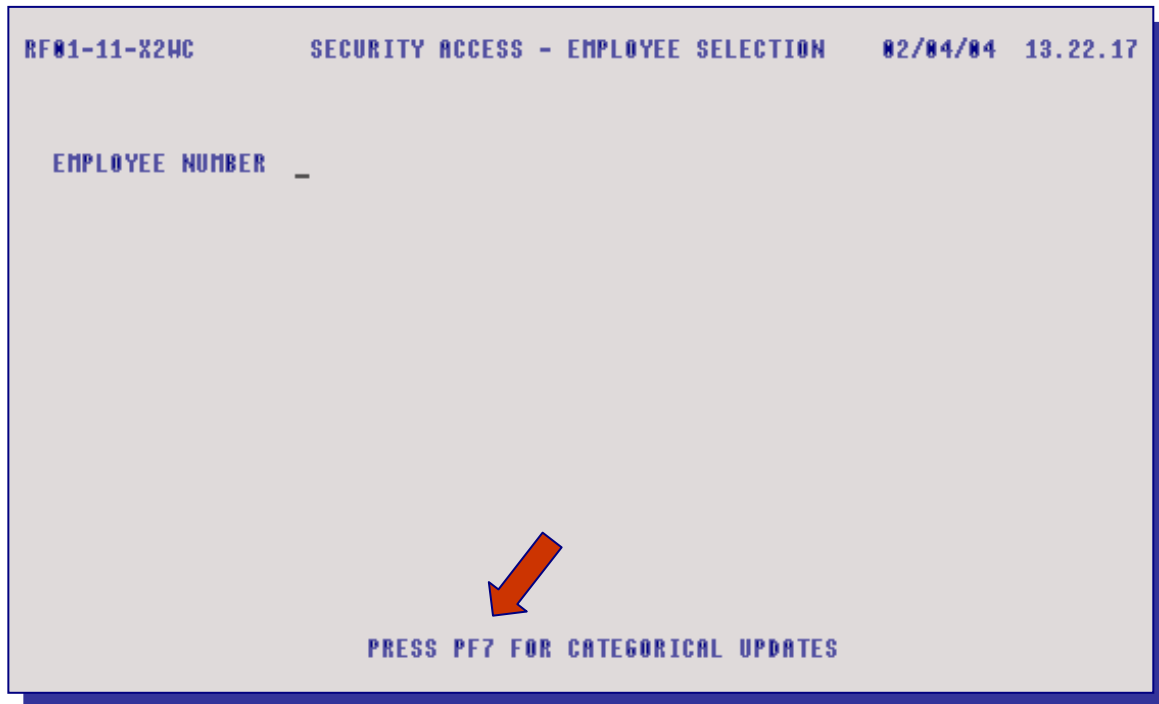 RF01-11-X2WC SECURITY ACCESS - EMPLOYEE SELECTION 02/04/04 13.22.17
EMPLOYEE NUMBER _
PRESS PF7 FOR CATEGORICAL UPDATES